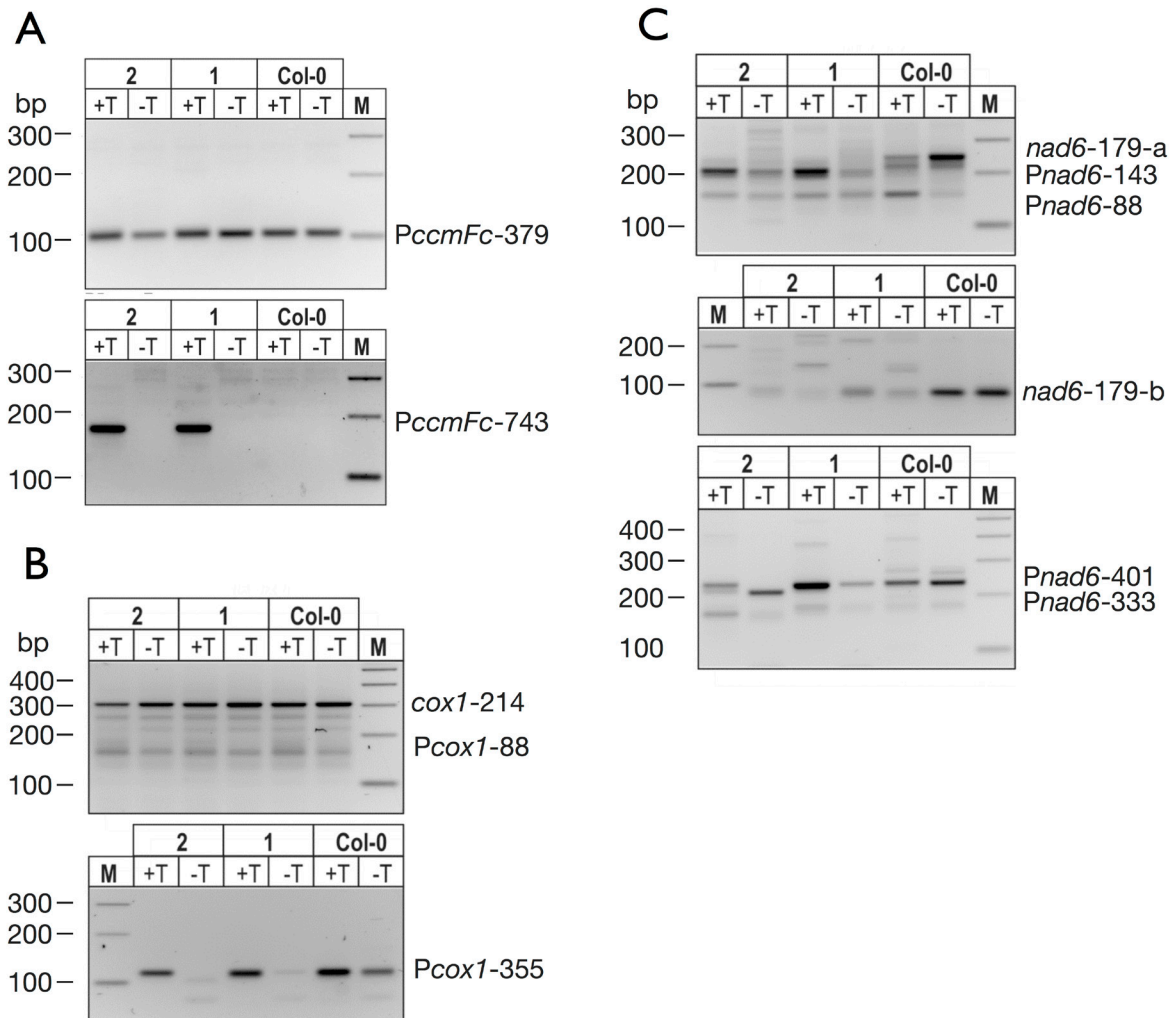 A
2 1 Col-0
bp +T -T +T -T +T -T M
300
200
100
PccmFc-379
2 1 Col-0
+T -T +T -T +T -T M
300
200
100
PccmFc-743
B
2 1 Col-0
bp +T -T +T -T +T -T M
400
300
200
100
cox1-214
Pcox1-88
2 1 Col-0
M +T -T +T -T +T -T
300
200
100
Pcox1-355
C
2 1 Col-0
bp +T -T +T -T +T -T M
300
200
100
nad6-179-a
Pnad6-143
Pnad6-88
2 1 Col-0
M +T -T +T -T +T -T
200
100
nad6-179-b
2 1 Col-0
+T -T +T -T +T -T M
400
300
200
100
Pnad6-401
Pnad6-333